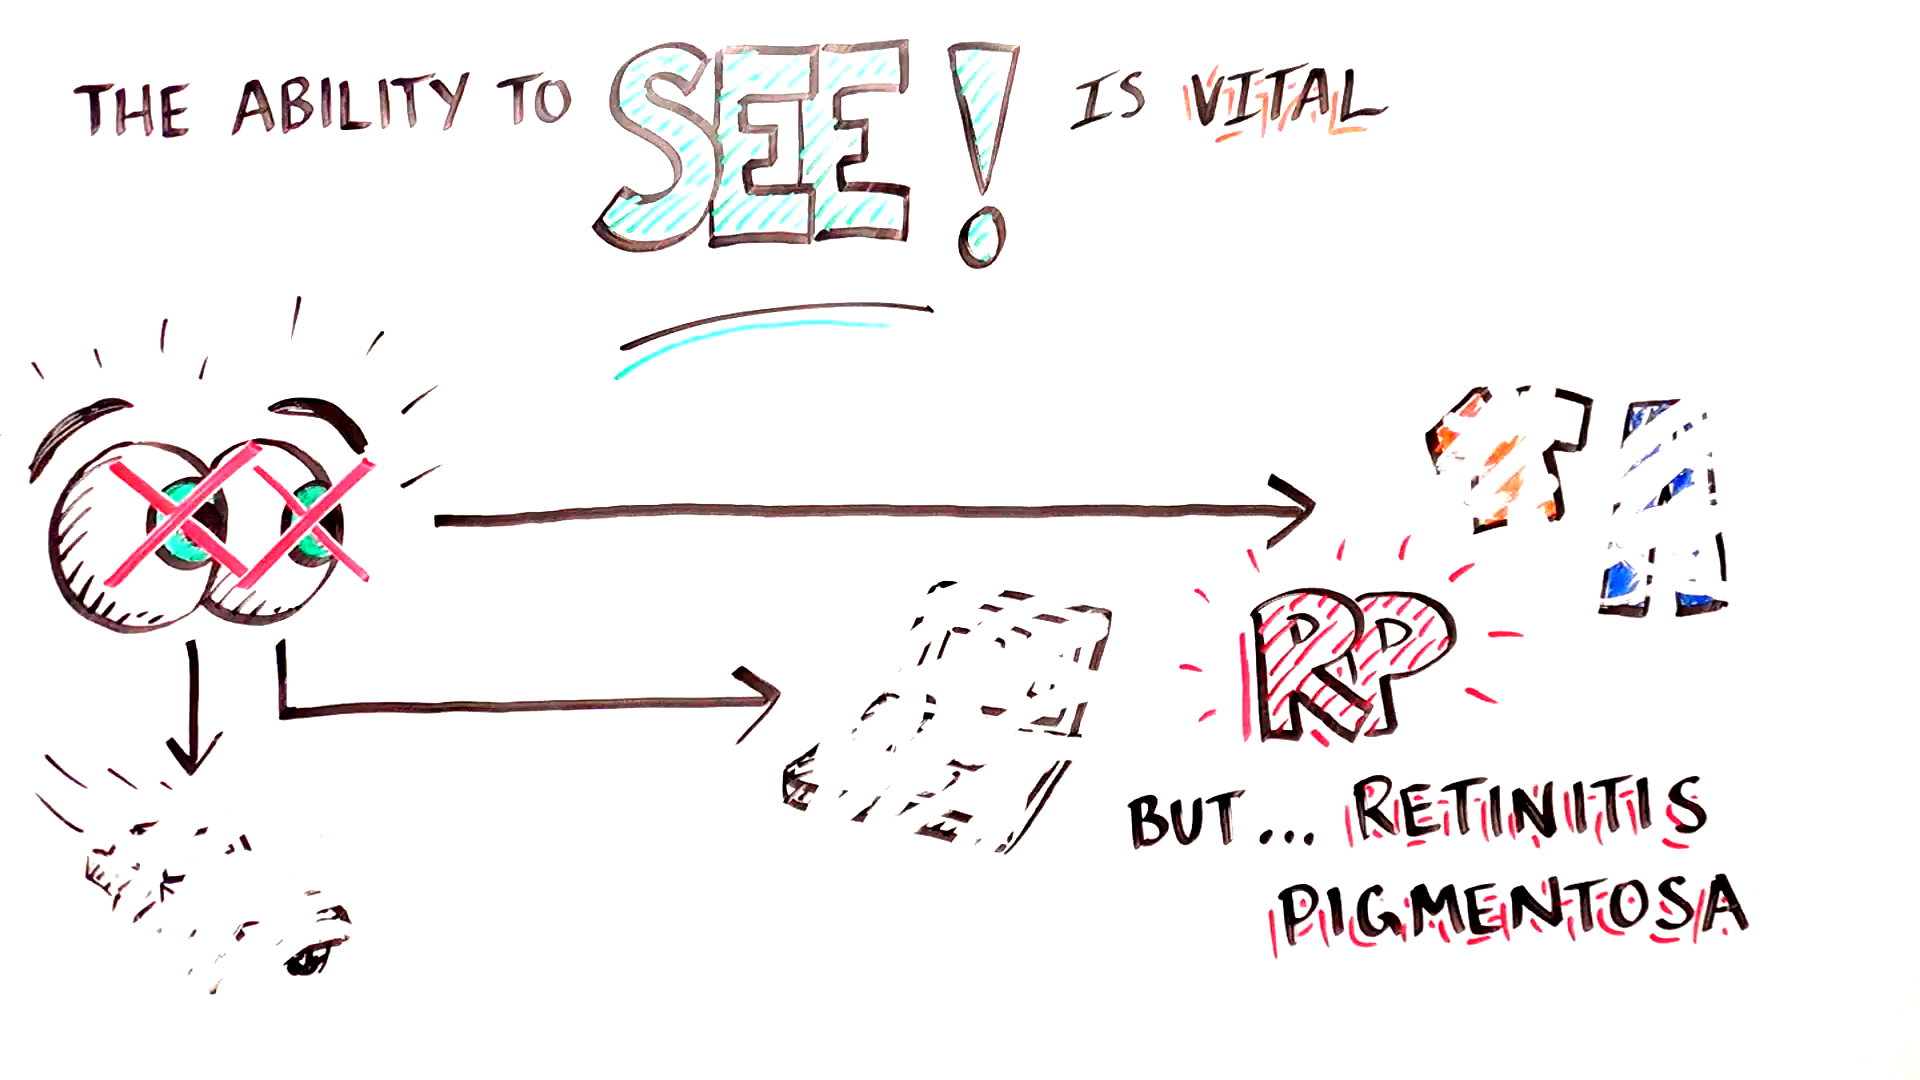 THE ABILITY TO SEE! IS VITAL
RP
BUT... RETINITIS
PIGMENTOSA